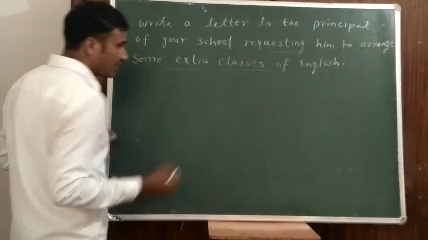 Write a letter to the principal
of your school requesting him to arrange
some extra classes of English.